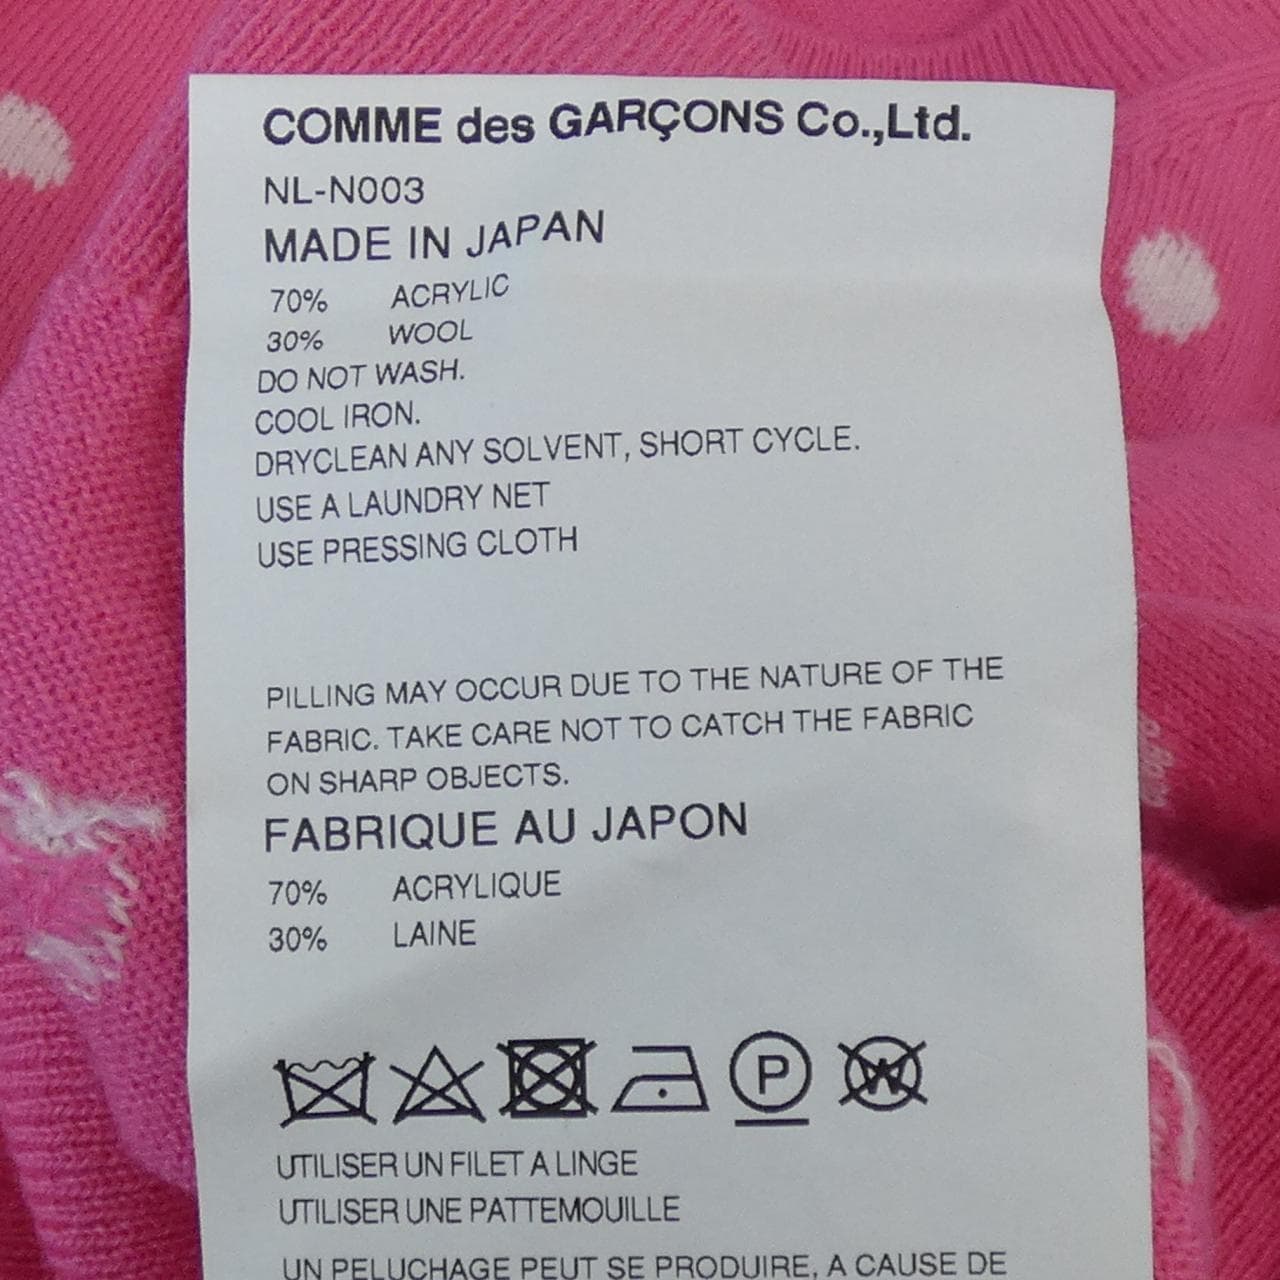 COMME des GARÇONS Co.,Ltd.
NL-N003
MADE IN JAPAN
70% ACRYLIC
30% WOOL
DO NOT WASH.
COOL IRON.
DRYCLEAN ANY SOLVENT, SHORT CYCLE.
USE A LAUNDRY NET
USE PRESSING CLOTH
PILLING MAY OCCUR DUE TO THE NATURE OF THE
FABRIC. TAKE CARE NOT TO CATCH THE FABRIC
ON SHARP OBJECTS.
FABRIQUE AU JAPON
70% ACRYLIQUE
30% LAINE
P W
UTILISER UN FILET A LINGE
UTILISER UNE PATTEMOUILLE
UN PELUCHAGE PEUT SE PRODUIRE, A CAUSE DE